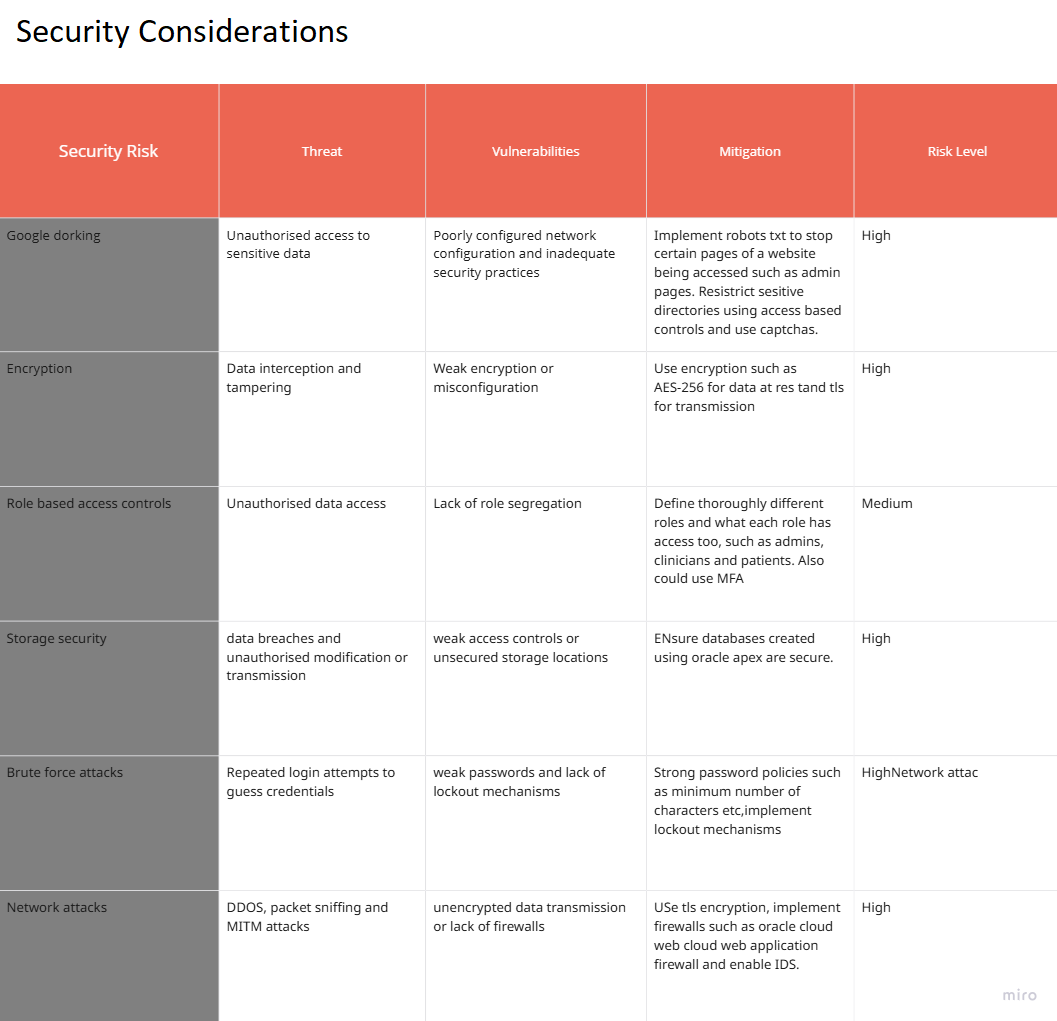 Security Considerations
Security Risk
Threat
Vulnerabilities
Mitigation
Risk Level
Google dorking
Unauthorised access to
sensitive data
Poorly configured network
configuration and inadequate
security practices
Implement robots txt to stop
certain pages of a website
being accessed such as admin
pages. Resistrict sesitive
directories using access based
controls and use captchas.
High
Encryption
Data interception and
tampering
Weak encryption or
misconfiguration
Use encryption such as
AES-256 for data at res tand tls
for transmission
High
Role based access controls
Unauthorised data access
Lack of role segregation
Define thoroughly different
roles and what each role has
access too, such as admins,
clinicians and patients. Also
could use MFA
Medium
Storage security
data breaches and
unauthorised modification or
transmission
weak access controls or
unsecured storage locations
ENsure databases created
using oracle apex are secure.
High
Brute force attacks
Repeated login attempts to
guess credentials
weak passwords and lack of
lockout mechanisms
Strong password policies such
as minimum number of
characters etc,implement
lockout mechanisms
HighNetwork attac
Network attacks
DDOS, packet sniffing and
MITM attacks
unencrypted data transmission
or lack of firewalls
USe tls encryption, implement
firewalls such as oracle cloud
web cloud web application
firewall and enable IDS.
High
miro